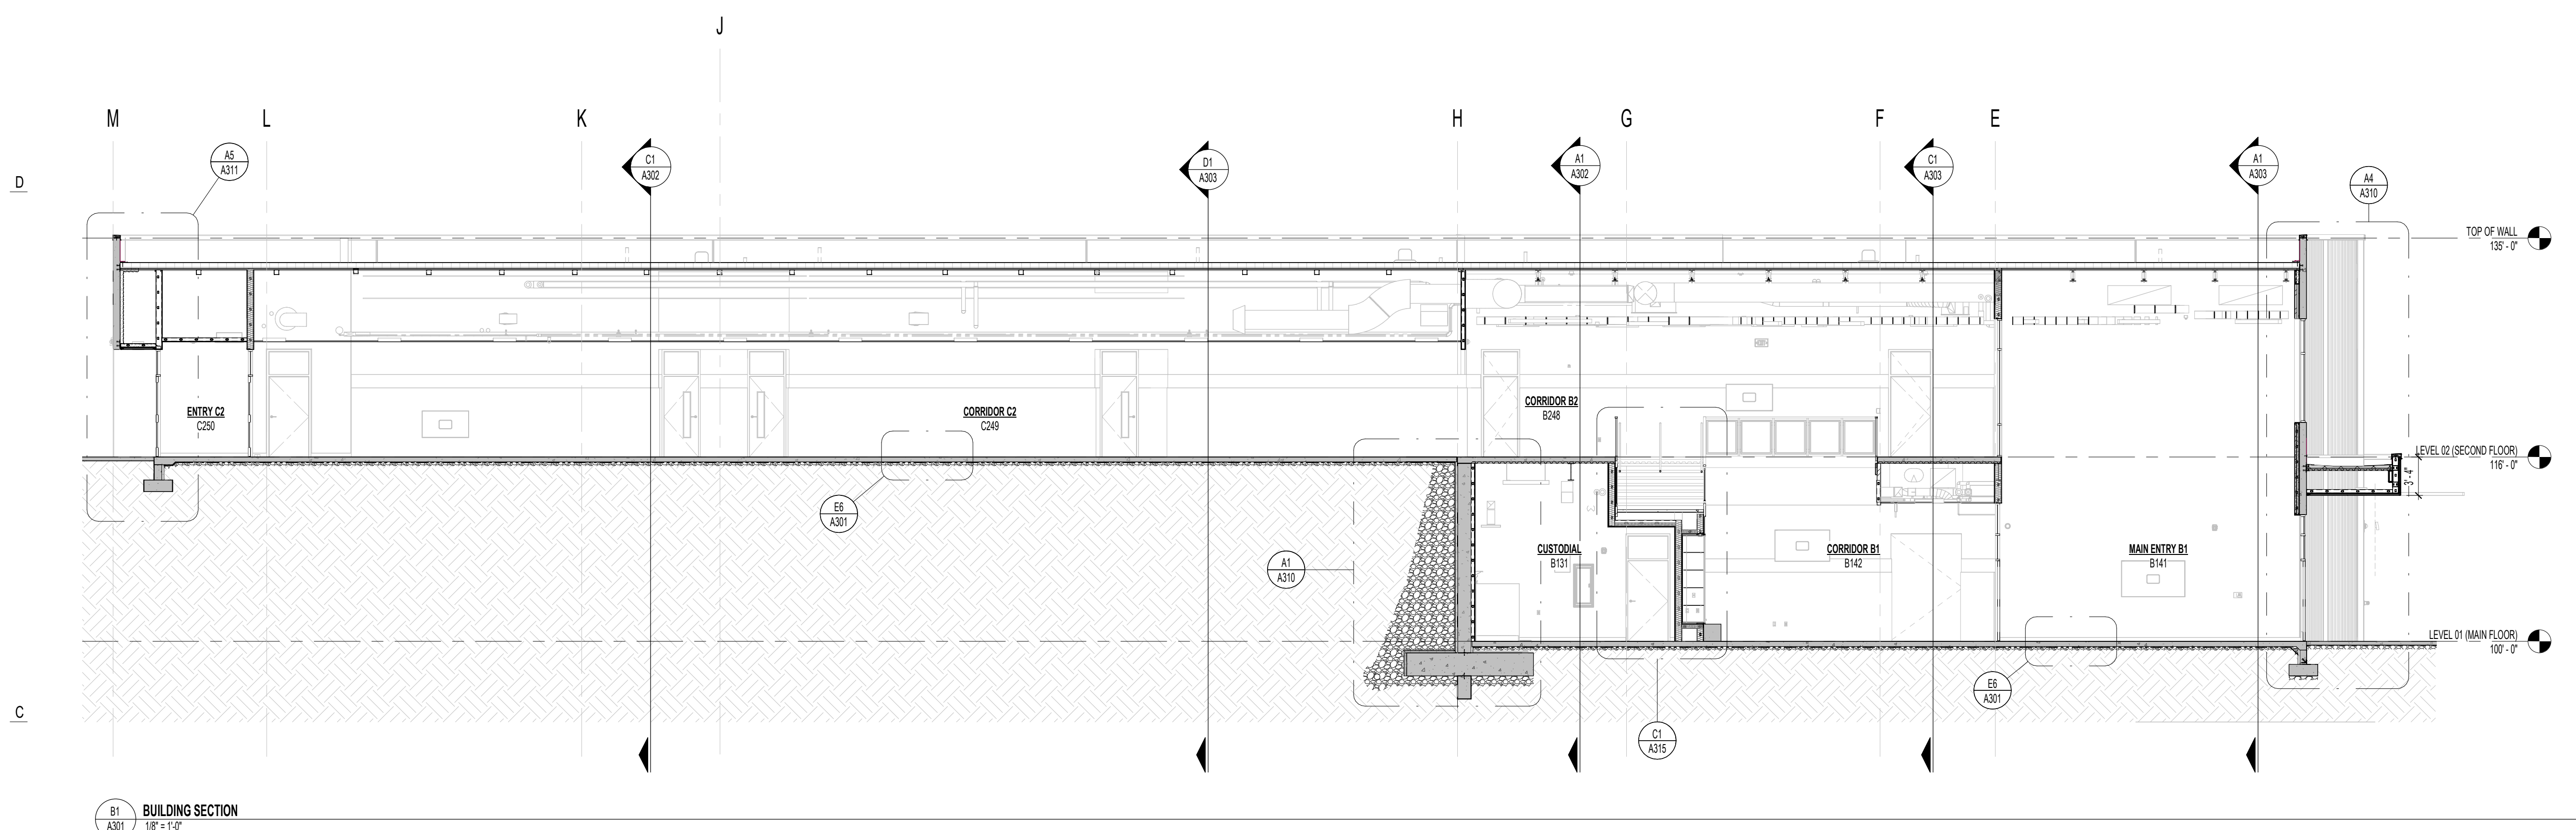 J
M
L
K
H
G
F
E
A5
A311
C1
A302
D1
A303
A1
A302
C1
A303
A1
A303
A4
A310
D
TOP OF WALL
135' - 0"
ENTRY C2
C250
CORRIDOR C2
C249
CORRIDOR B2
B248
LEVEL 02 (SECOND FLOOR)
116' - 0"
3' - 4"
E6
A301
A1
A310
CUSTODIAL
B131
CORRIDOR B1
B142
MAIN ENTRY B1
B141
LEVEL 01 (MAIN FLOOR)
100' - 0"
E6
A301
C
C1
A315
B1
A301
BUILDING SECTION
1/8" = 1'-0"